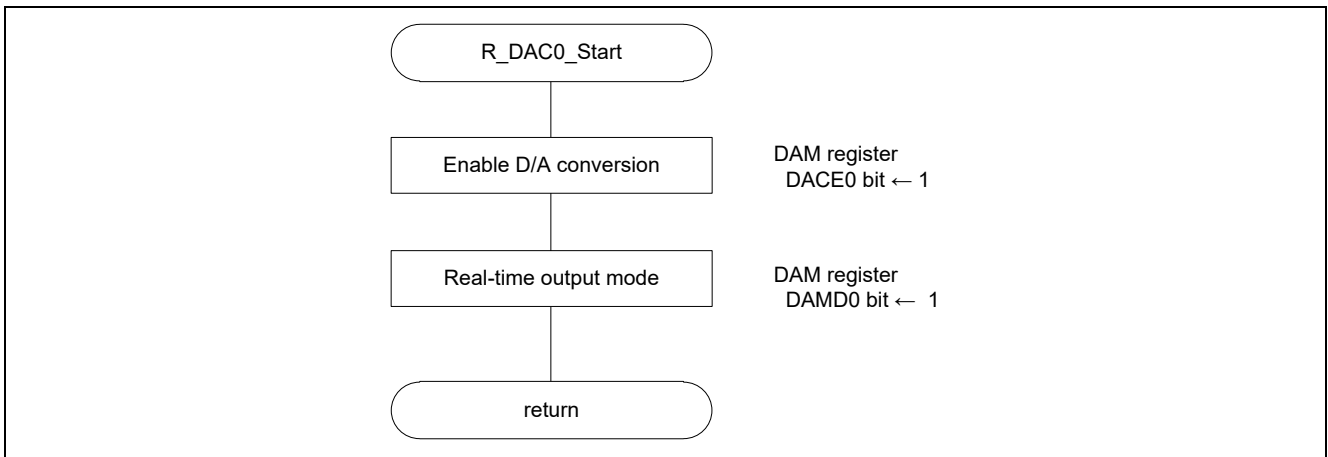 R_DAC0_Start
Enable D/A conversion
DAM register
DACE0 bit ← 1
Real-time output mode
DAM register
DAMD0 bit ← 1
return